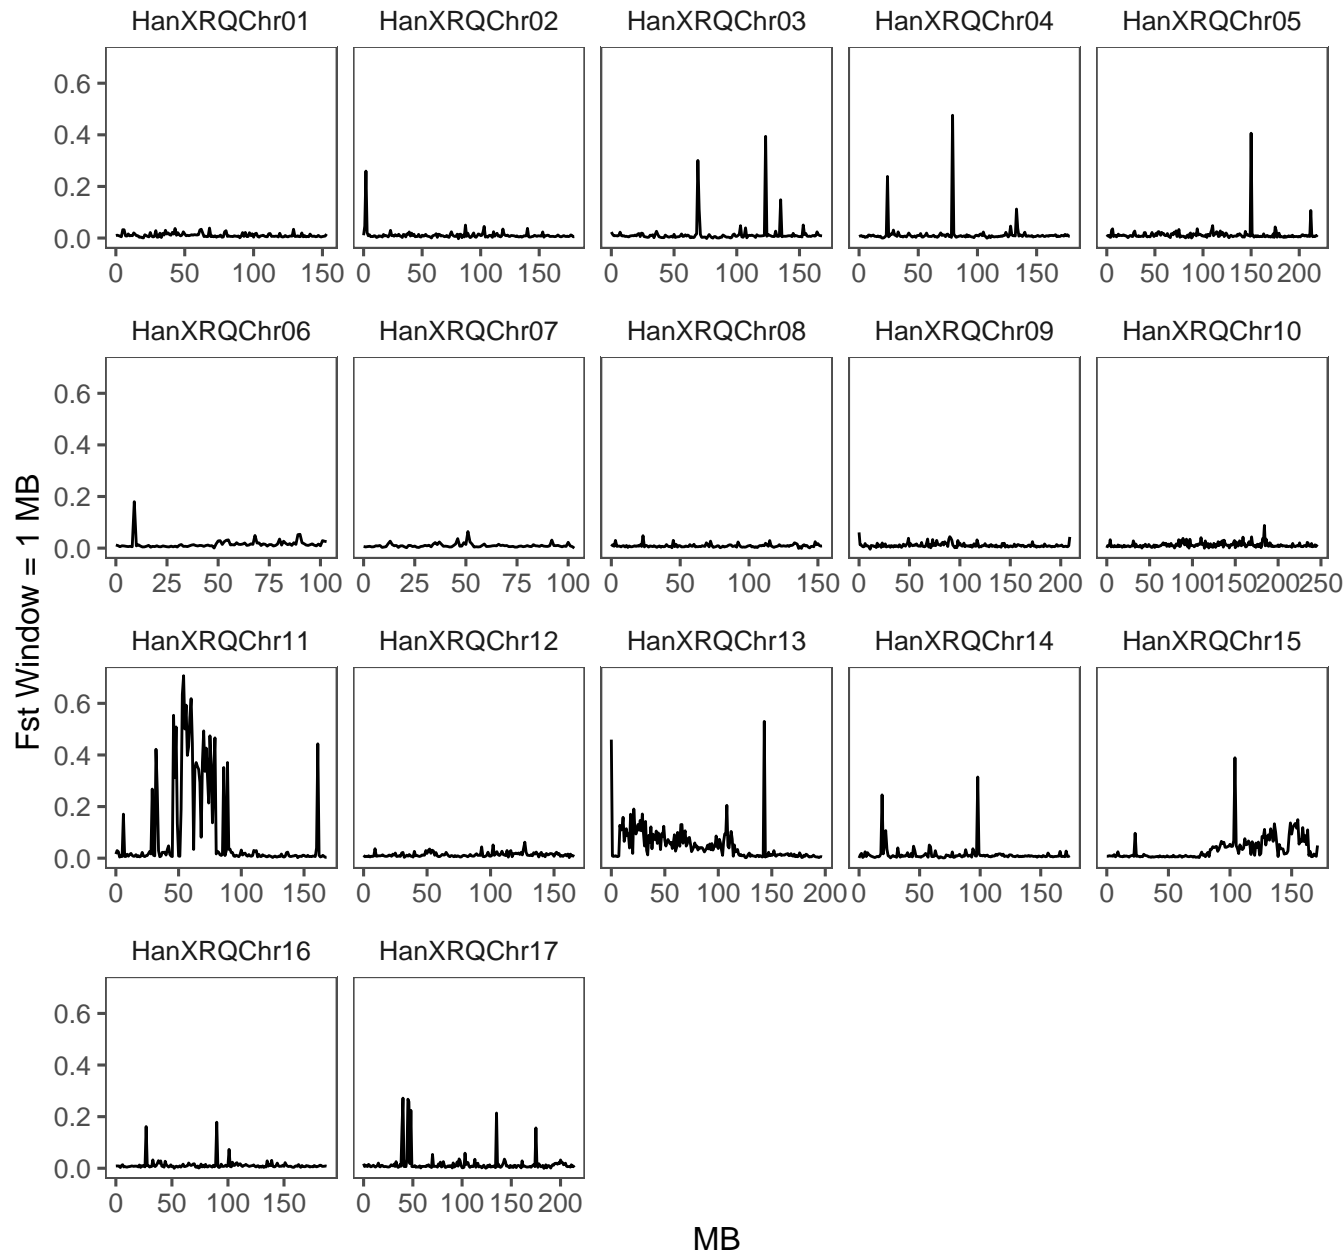 HanXRQChr01 HanXRQChr02 HanXRQChr03 HanXRQChr04 HanXRQChr05
0.6
0.4
0.2
0.0
0 50 100 150 0 50 100 150 0 50 100 150 0 50 100 150 0 50 100 150 200
HanXRQChr06 HanXRQChr07 HanXRQChr08 HanXRQChr09 HanXRQChr10
0.6
0.4
0.2
0.0
0 25 50 75 100 0 25 50 75 100 0 50 100 150 0 50 100 150 200 0 50 100 150 200 250
Fst Window = 1 MB
HanXRQChr11 HanXRQChr12 HanXRQChr13 HanXRQChr14 HanXRQChr15
0.6
0.4
0.2
0.0
0 50 100 150 0 50 100 150 0 50 100 150 200 0 50 100 150 0 50 100 150
HanXRQChr16 HanXRQChr17
0.6
0.4
0.2
0.0
0 50 100 150 0 50 100 150 200
MB